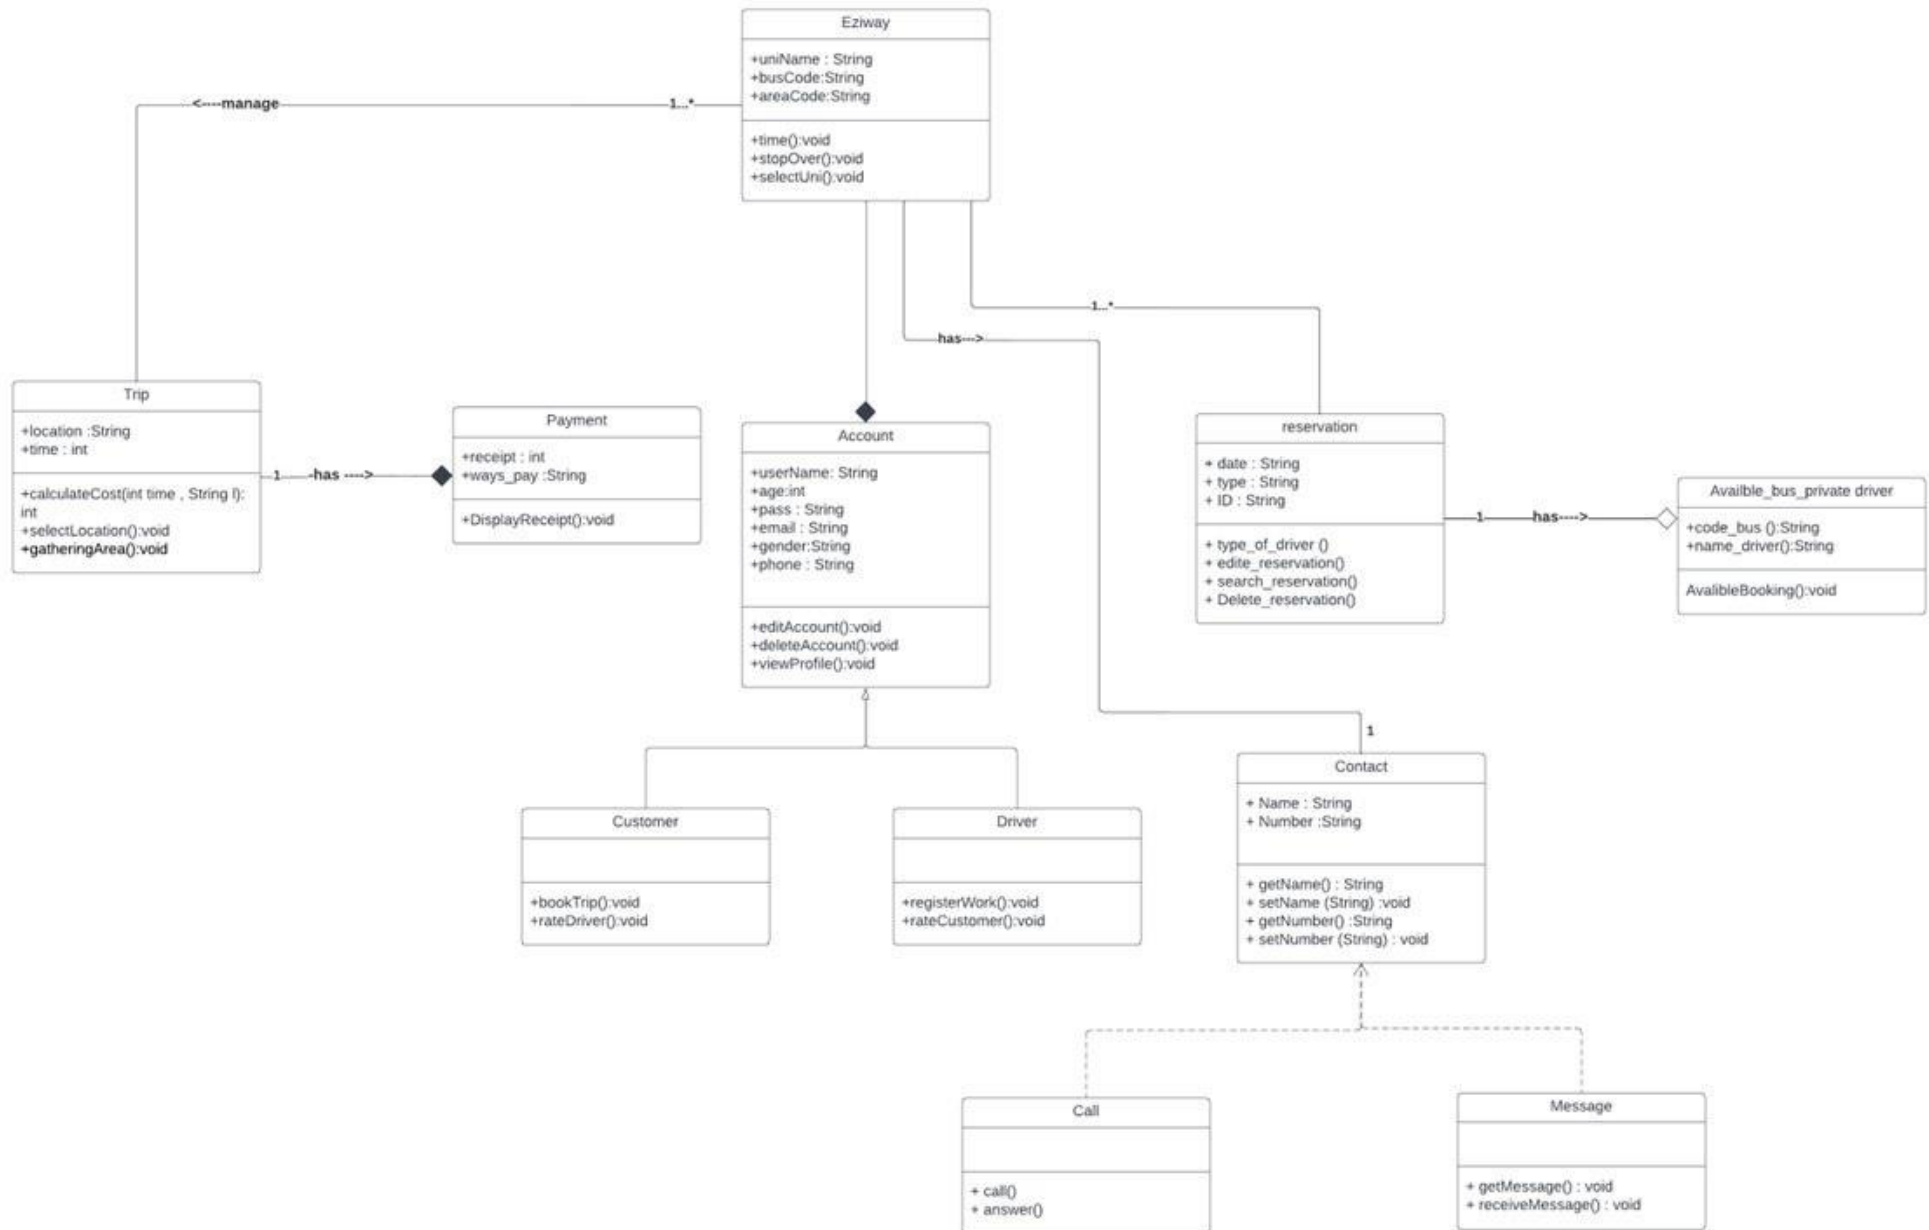 Eziway
+uniName : String
+busCode:String
+areaCode:String
+time():void
+stopOver():void
+selectUni():void
<----manage
1...*
1...*
has--->
Trip
+location :String
+time : int
+calculateCost(int time , String l):
int
+selectLocation():void
+gatheringArea():void
1
-has ---->
Payment
+receipt : int
+ways_pay :String
+DisplayReceipt():void
Account
+userName: String
+age:int
+pass : String
+email : String
+gender:String
+phone : String
+editAccount():void
+deleteAccount():void
+viewProfile():void
reservation
+ date : String
+ type : String
+ ID : String
+ type_of_driver ()
+ edite_reservation()
+ search_reservation()
+ Delete_reservation()
1
has---->
Availble_bus_private driver
+code_bus ():String
+name_driver():String
AvalibleBooking():void
Customer
+bookTrip():void
+rateDriver():void
Driver
+registerWork():void
+rateCustomer():void
1
Contact
+ Name : String
+ Number :String
+ getName() : String
+ setName (String) :void
+ getNumber() :String
+ setNumber (String) : void
Call
+ call()
+ answer()
Message
+ getMessage() : void
+ receiveMessage() : void